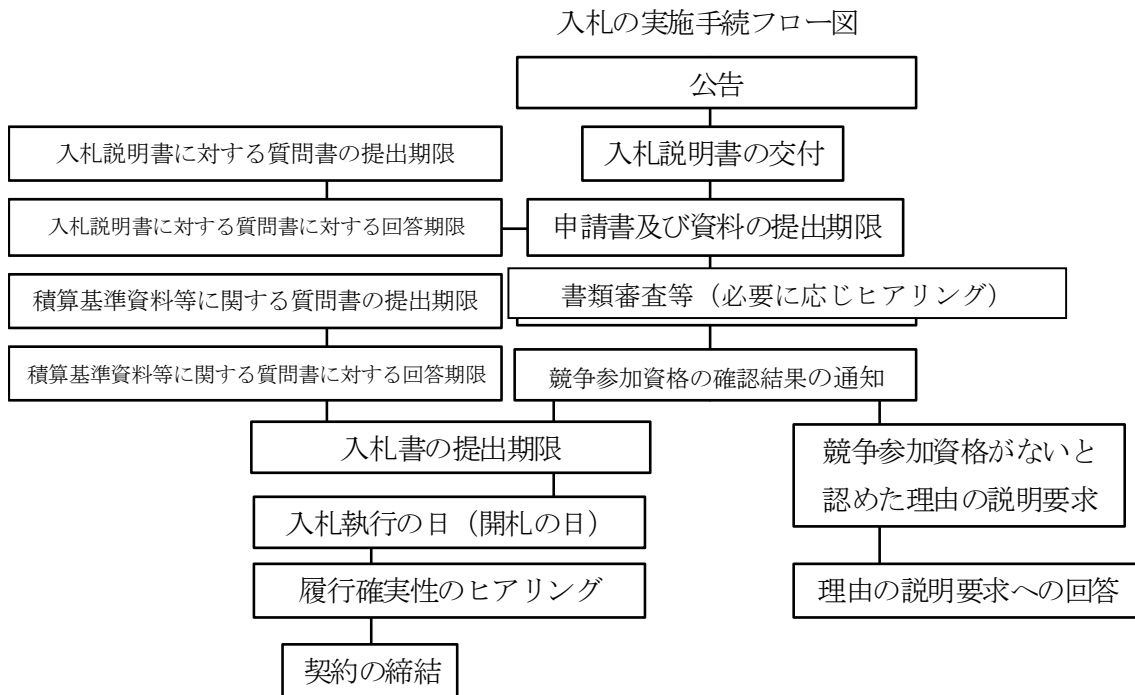 入札の実施手続フロー図
公告
入札説明書に対する質問書の提出期限
入札説明書の交付
入札説明書に対する質問書に対する回答期限
申請書及び資料の提出期限
積算基準資料等に関する質問書の提出期限
書類審査等（必要に応じヒアリング）
積算基準資料等に関する質問書に対する回答期限
競争参加資格の確認結果の通知
入札書の提出期限
競争参加資格がないと
認めた理由の説明要求
入札執行の日（開札の日）
履行確実性のヒアリング
理由の説明要求への回答
契約の締結